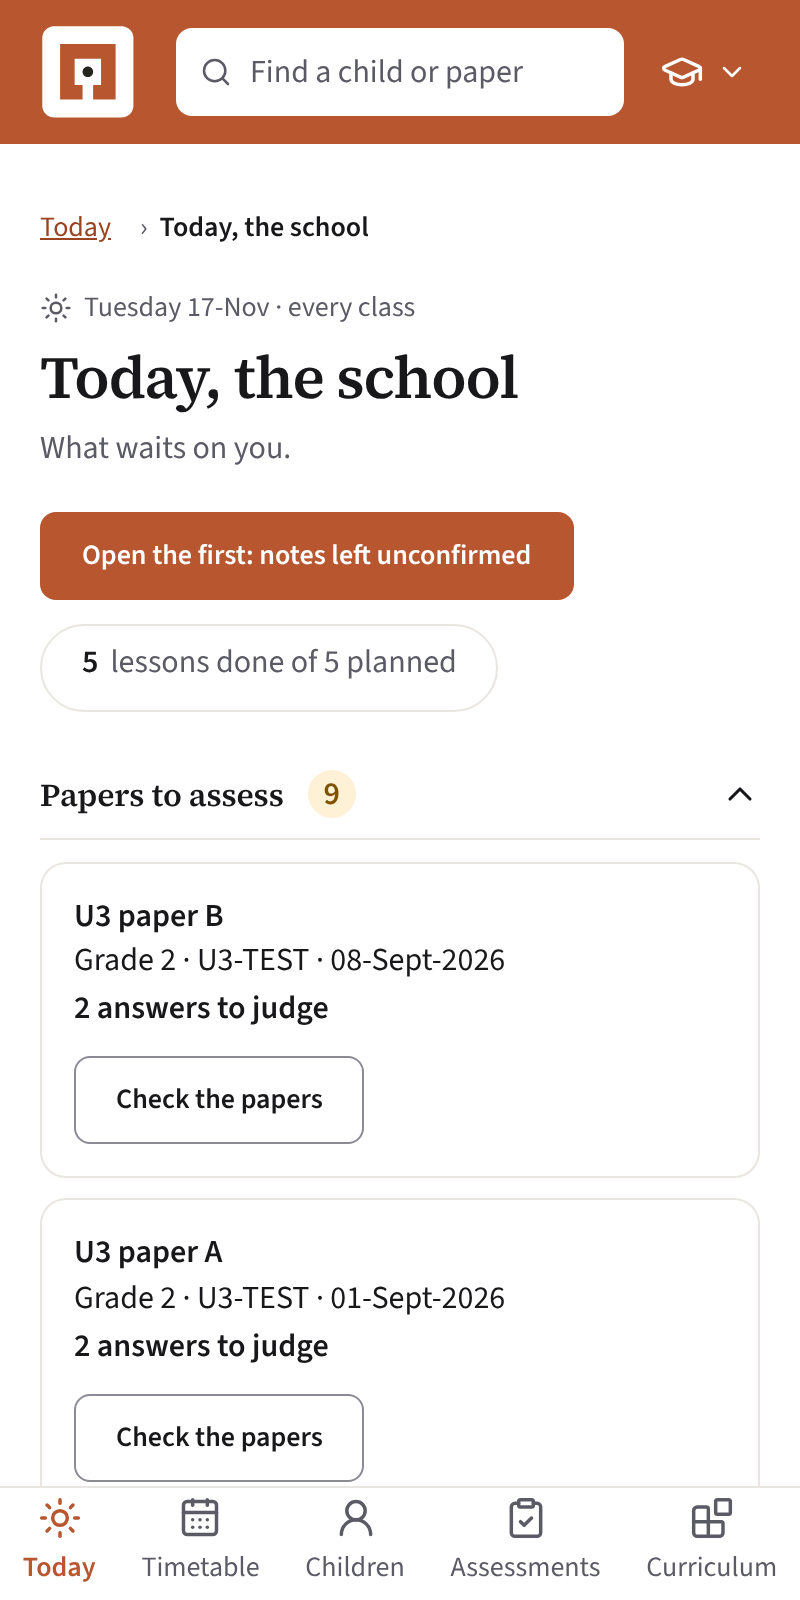 Find a child or paper
Today › Today, the school
Tuesday 17-Nov · every class
Today, the school
What waits on you.
Open the first: notes left unconfirmed
5 lessons done of 5 planned
Papers to assess 9
U3 paper B
Grade 2 · U3-TEST · 08-Sept-2026
2 answers to judge
Check the papers
U3 paper A
Grade 2 · U3-TEST · 01-Sept-2026
2 answers to judge
Check the papers
Today Timetable Children Assessments Curriculum